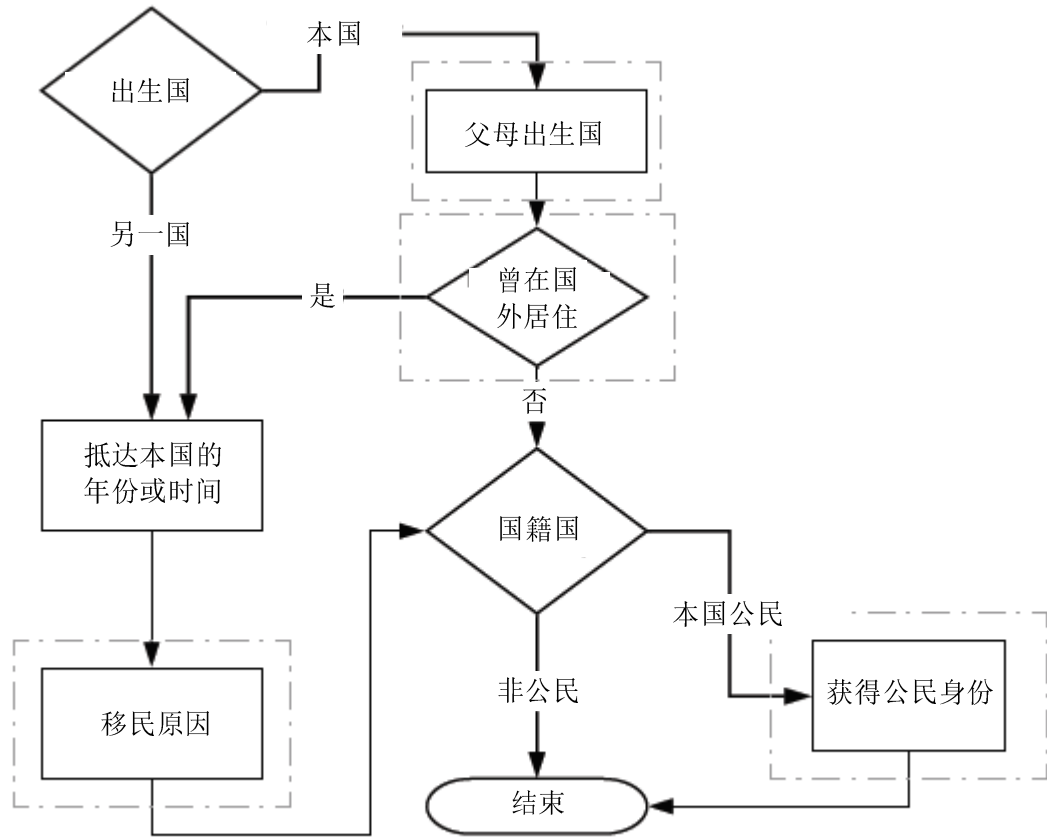 本国
出生国
父母出生国
另一国
曾在国
外居住
是
否
抵达本国的
年份或时间
国籍国
本国公民
移民原因
非公民
获得公民身份
结束